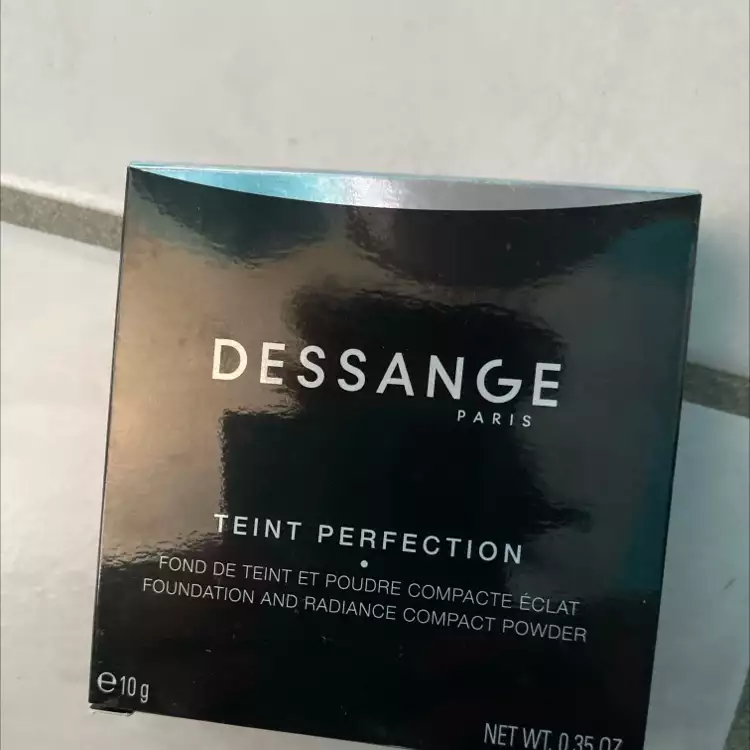 DESSANGE
PARIS
TEINT PERFECTION
FOND DE TEINT ET POUDRE COMPACTE ÉCLAT
FOUNDATION AND RADIANCE COMPACT POWDER
℮10 g
NET WT. 0.35 OZ